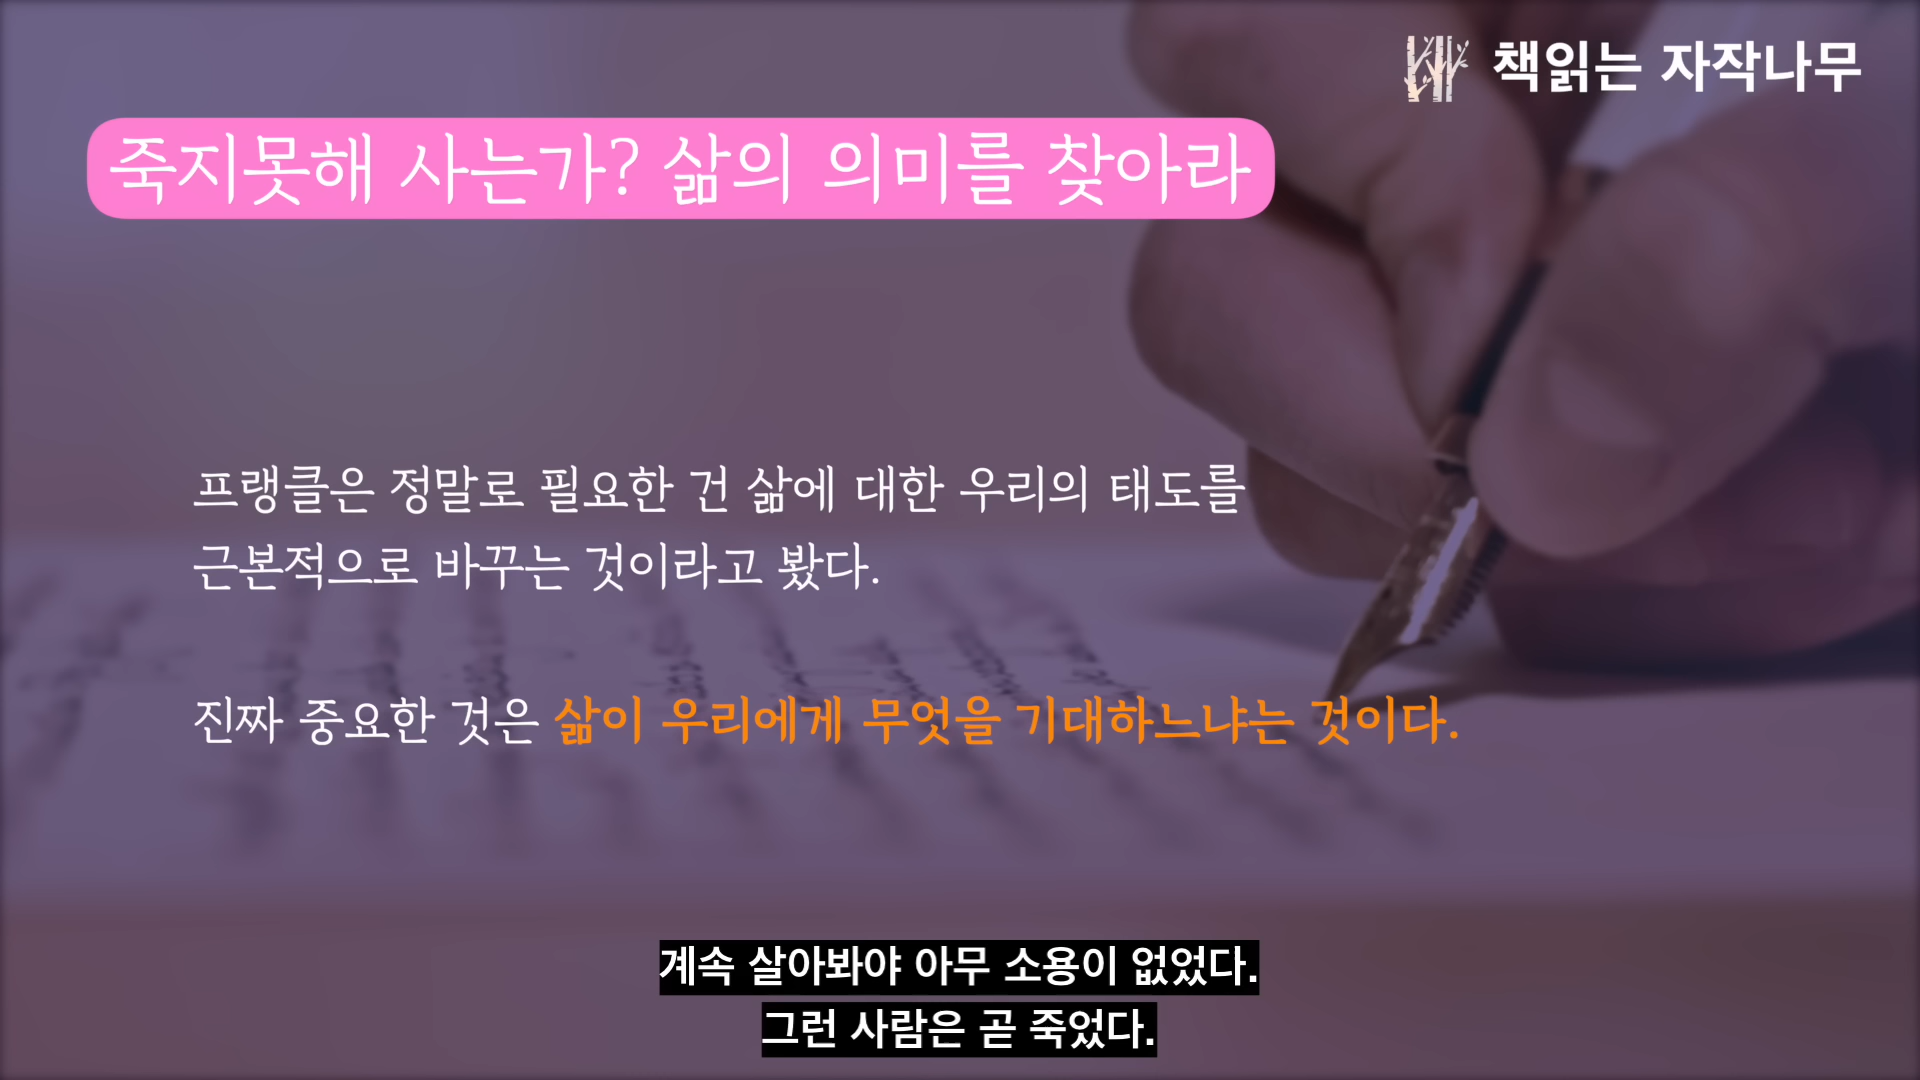 책읽는 자작나무
죽지못해 사는가? 삶의 의미를 찾아라
프랭클은 정말로 필요한 건 삶에 대한 우리의 태도를
근본적으로 바꾸는 것이라고 봤다.
진짜 중요한 것은 삶이 우리에게 무엇을 기대하느냐는 것이다.
계속 살아봐야 아무 소용이 없었다.
그런 사람은 곧 죽었다.